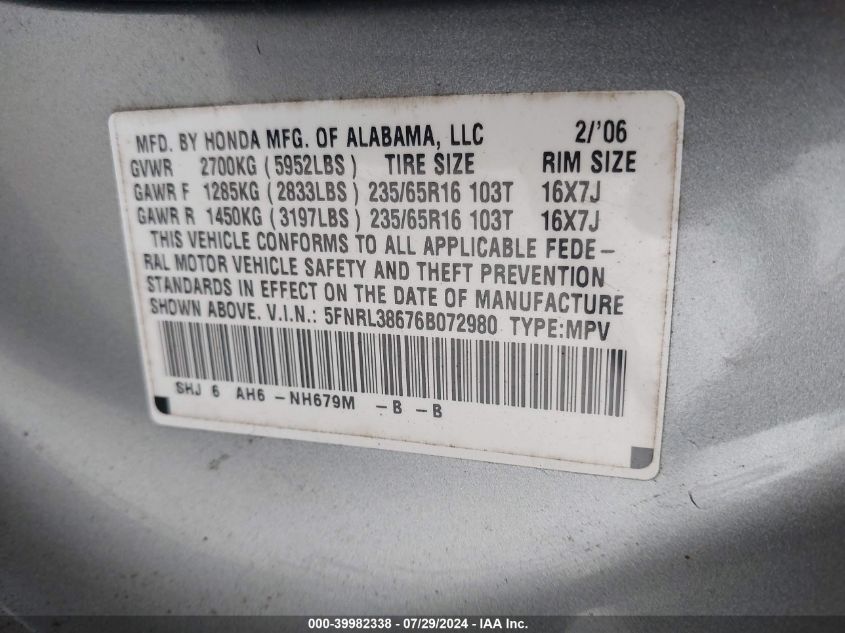 MFD. BY HONDA MFG. OF ALABAMA, LLC 2/'06
GVWR 2700KG (5952LBS) TIRE SIZE RIM SIZE
GAWR F 1285KG (2833LBS) 235/65R16 103T 16X7J
GAWR R 1450KG (3197LBS) 235/65R16 103T 16X7J
THIS VEHICLE CONFORMS TO ALL APPLICABLE FEDE-
RAL MOTOR VEHICLE SAFETY AND THEFT PREVENTION
STANDARDS IN EFFECT ON THE DATE OF MANUFACTURE
SHOWN ABOVE. V.I.N.: 5FNRL38676B072980 TYPE:MPV
SHJ 6 AH6 -NH679M -B -B
000-39982338 - 07/29/2024 - IAA Inc.